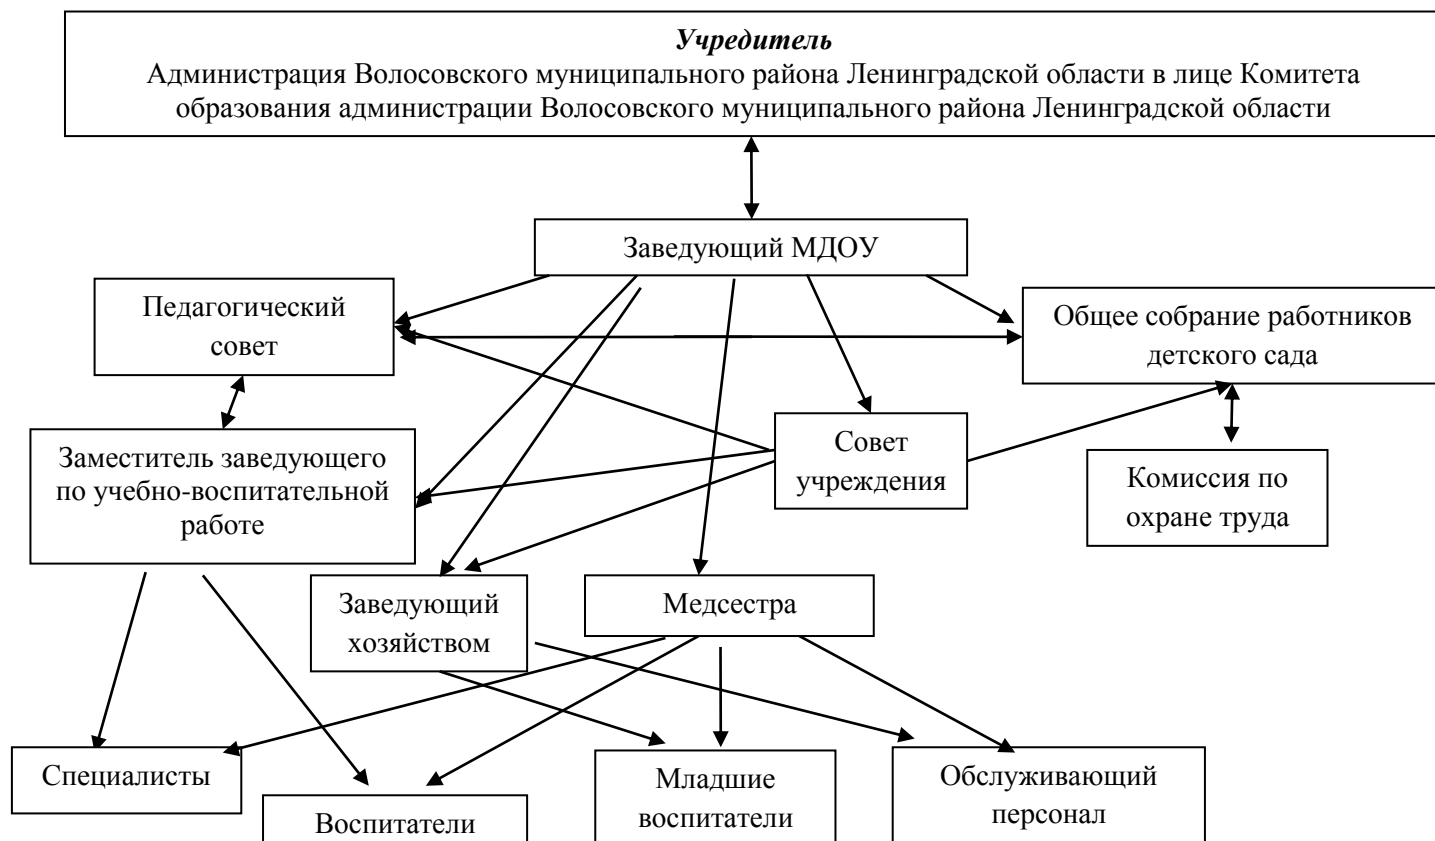 Учредитель
Администрация Волосовского муниципального района Ленинградской области в лице Комитета
образования администрации Волосовского муниципального района Ленинградской области
Заведующий МДОУ
Педагогический
совет
Общее собрание работников
детского сада
Заместитель заведующего
по учебно-воспитательной
работе
Совет
учреждения
Комиссия по
охране труда
Заведующий
хозяйством
Медсестра
Специалисты
Воспитатели
Младшие
воспитатели
Обслуживающий
персонал